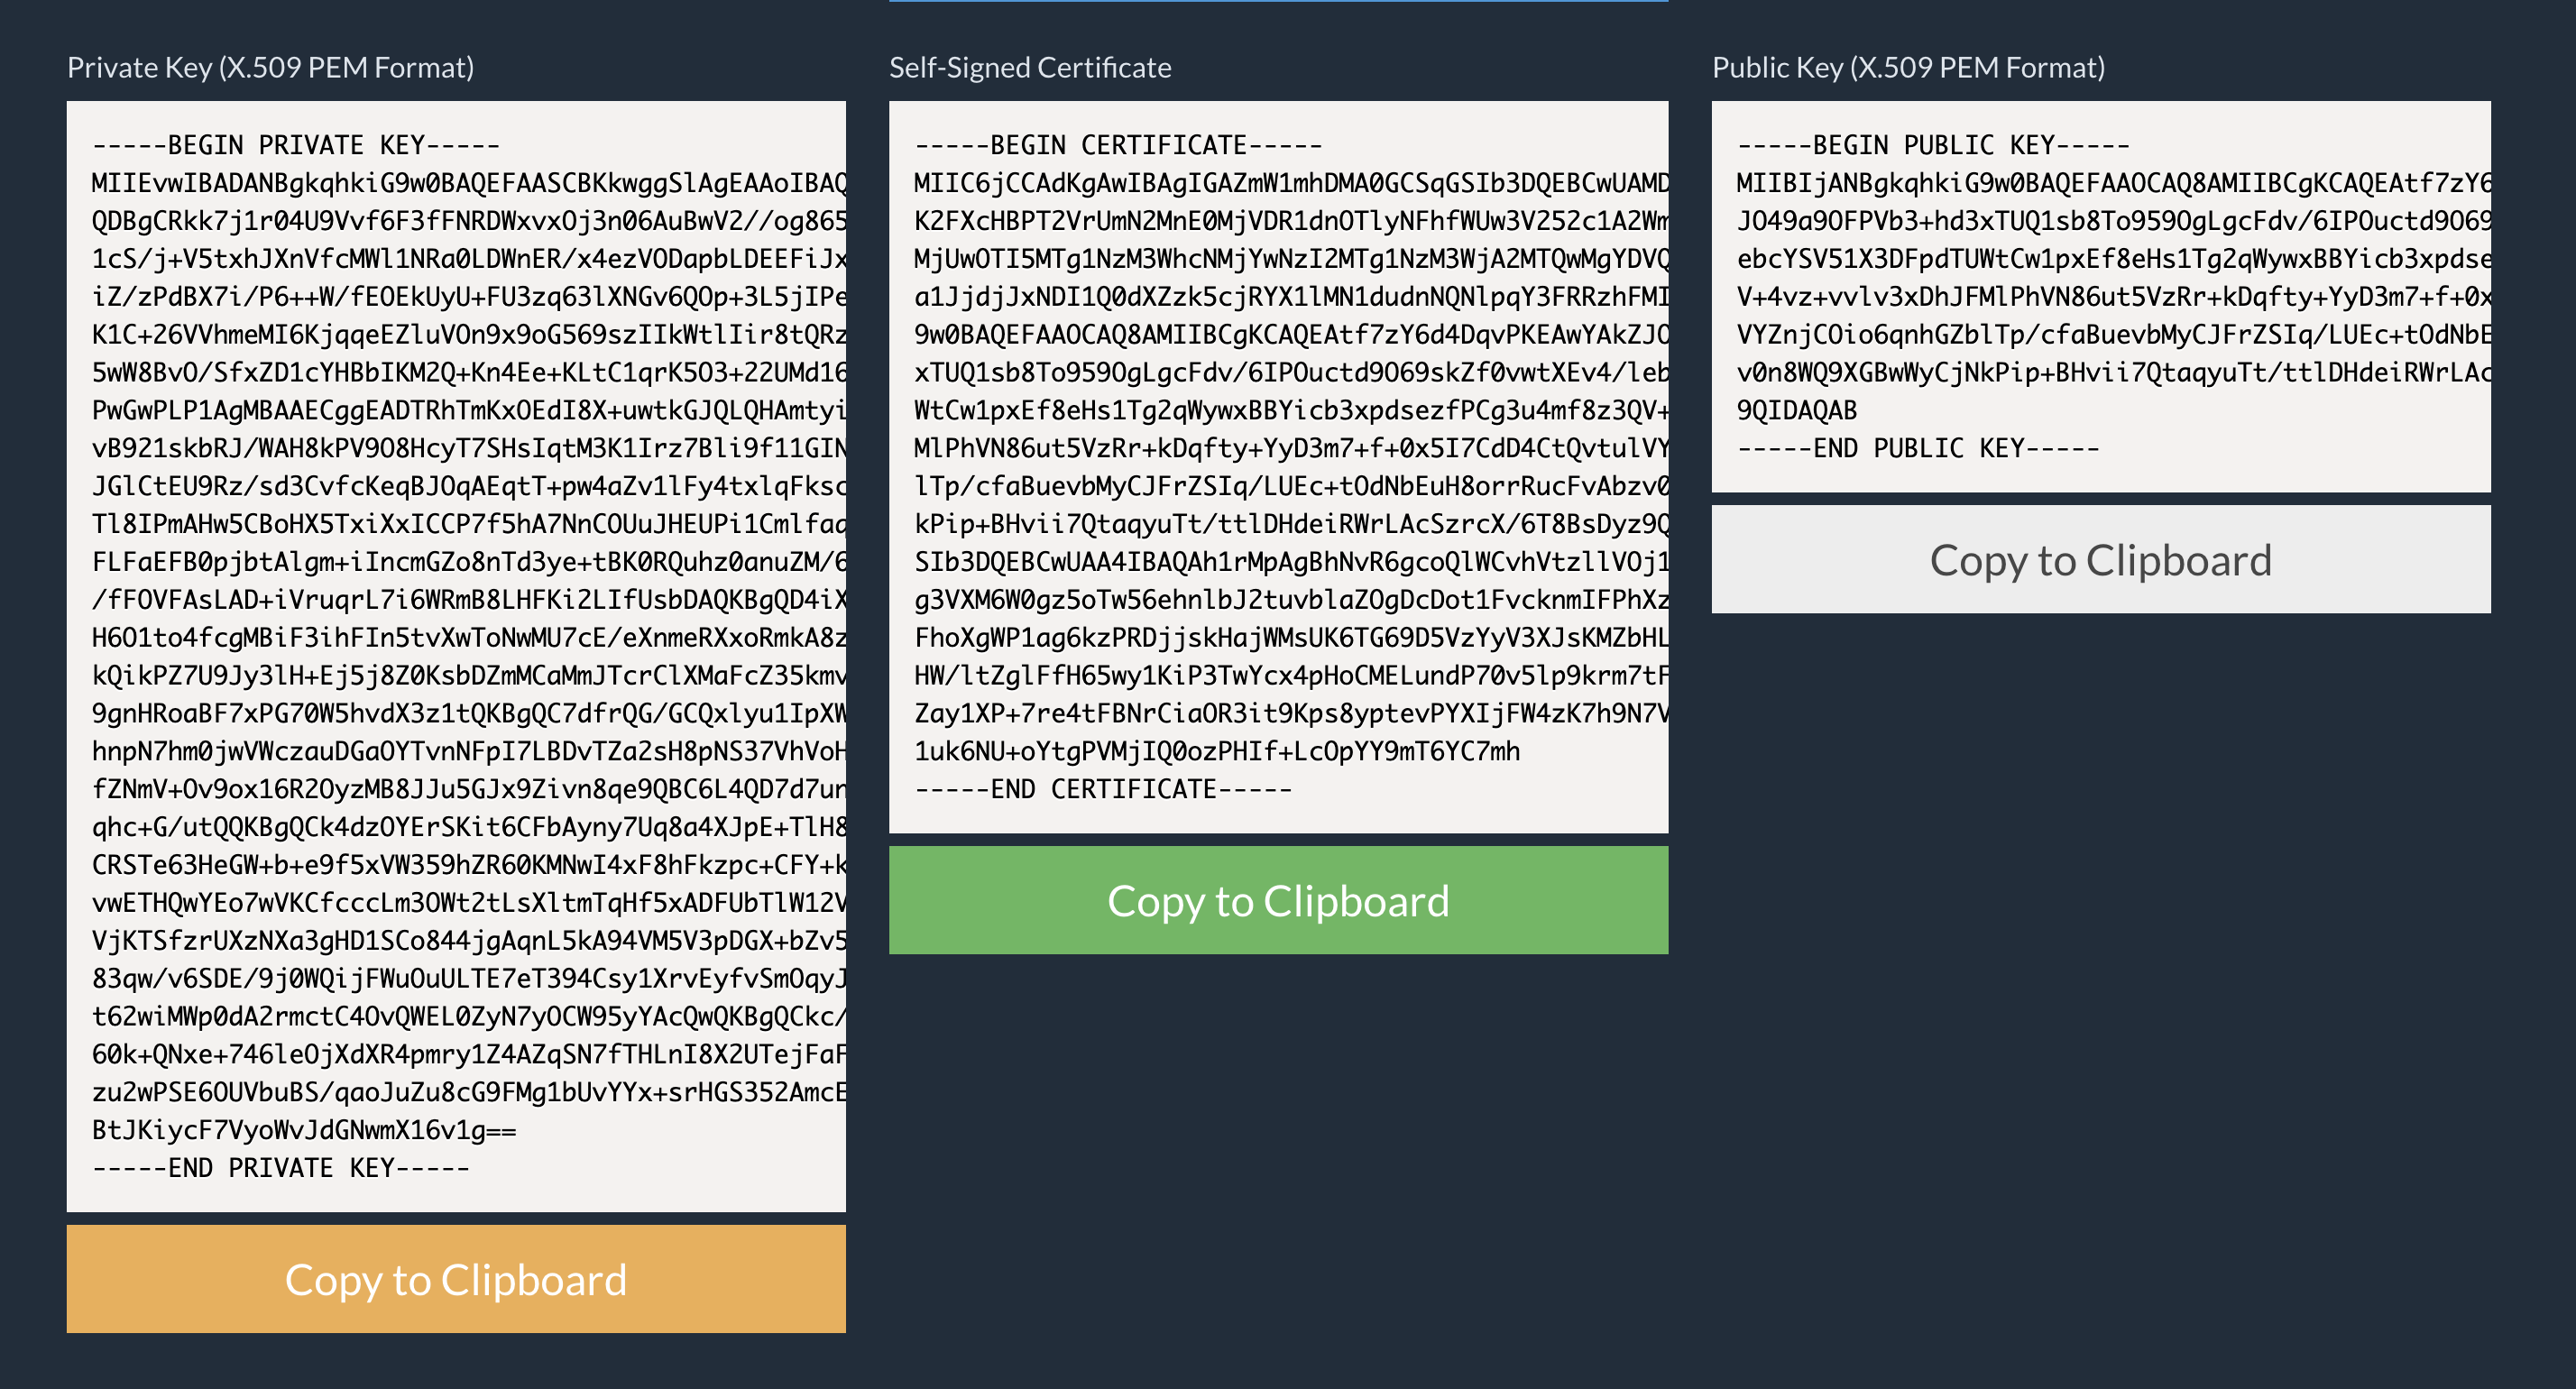 Private Key (X.509 PEM Format)
-----BEGIN PRIVATE KEY-----
MIIEvwIBADANBgkqhkiG9w0BAQEFAASCBKkwggSlAgEAAoIBAQ
QDBgCRkk7j1r04U9Vvf6F3fFNRDWxvxOj3n06AuBwV2//og865
1cS/j+V5txhJXnVfcMWl1NRa0LDWnER/x4ezVODapbLDEEFiJx
iZ/zPdBX7i/P6++W/fEOEkUyU+FU3zq63lXNGv6QOp+3L5jIPe
K1C+26VVhmeMI6KjqqeEZluVOn9x9oG569szIIkWtlIir8tQRz
5wW8BvO/SfxZD1cYHBbIKM2Q+Kn4Ee+KLtC1qrK5O3+22UMd16
PwGwPLP1AgMBAAECggEADTRhTmKxOEdI8X+uwtkGJQLQHAmtyi
vB921skbRJ/WAH8kPV9O8HcyT7SHsIqtM3K1Irz7Bli9f11GIN
JGlCtEU9Rz/sd3CvfcKeqBJOqAEqtT+pw4aZv1lFy4txlqFksc
Tl8IPmAHw5CBoHX5TxiXxICCP7f5hA7NnCOUuJHEUPi1Cmlfaq
FLFaEFB0pjbtAlgm+iIncmGZo8nTd3ye+tBK0RQuhz0anuZM/6
/fFOVFAsLAD+iVruqrL7i6WRmB8LHFKi2LIfUsbDAQKBgQD4iX
H6O1to4fcgMBiF3ihFIn5tvXwToNwMU7cE/eXnmeRXxoRmkA8z
kQikPZ7U9Jy3lH+Ej5j8Z0KsbDZmMCaMmJTcrClXMaFcZ35kmv
9gnHRoaBF7xPG70W5hvdX3z1tQKBgQC7dfrQG/GCQxlyu1IpXW
hnpN7hm0jwVWczauDGaOYTvnNFpI7LBDvTZa2sH8pNS37VhVoH
fZNmV+Ov9ox16R2OyzMB8JJu5GJx9Zivn8qe9QBC6L4QD7d7un
qhc+G/utQQKBgQCk4dzOYErSKit6CFbAyny7Uq8a4XJpE+TlH8
CRSTe63HeGW+b+e9f5xVW359hZR60KMNwI4xF8hFkzpc+CFY+k
vwETHQwYEo7wVKCfcccLm3OWt2tLsXltmTqHf5xADFUbTlW12V
VjKTSfzrUXzNXa3gHD1SCo844jgAqnL5kA94VM5V3pDGX+bZv5
83qw/v6SDE/9j0WQijFWuOuULTE7eT394Csy1XrvEyfvSmOqyJ
t62wiMWp0dA2rmctC4OvQWEL0ZyN7yOCW95yYAcQwQKBgQCkc/
60k+QNxe+746leOjXdXR4pmry1Z4AZqSN7fTHLnI8X2UTejFaF
zu2wPSE6OUVbuBS/qaoJuZu8cG9FMg1bUvYYx+srHGS352AmcE
BtJKiycF7VyoWvJdGNwmX16v1g==
-----END PRIVATE KEY-----
Copy to Clipboard
Self-Signed Certificate
-----BEGIN CERTIFICATE-----
MIIC6jCCAdKgAwIBAgIGAZmW1mhDMA0GCSqGSIb3DQEBCwUAMD
K2FXcHBPT2VrUmN2MnE0MjVDR1dnOTlyNFhfWUw3V252c1A2Wm
MjUwOTI5MTg1NzM3WhcNMjYwNzI2MTg1NzM3WjA2MTQwMgYDVQ
a1JjdjJxNDI1Q0dXZzk5cjRYX1lMN1dudnNQNlpqY3FRRzhFMI
9w0BAQEFAAOCAQ8AMIIBCgKCAQEAtf7zY6d4DqvPKEAwYAkZJO
xTUQ1sb8To959OgLgcFdv/6IPOuctd9O69skZf0vwtXEv4/leb
WtCw1pxEf8eHs1Tg2qWywxBBYicb3xpdsezfPCg3u4mf8z3QV+
MlPhVN86ut5VzRr+kDqfty+YyD3m7+f+0x5I7CdD4CtQvtulVY
lTp/cfaBuevbMyCJFrZSIq/LUEc+tOdNbEuH8orrRucFvAbzv0
kPip+BHvii7QtaqyuTt/ttlDHdeiRWrLAcSzrcX/6T8BsDyz9Q
SIb3DQEBCwUAA4IBAQAh1rMpAgBhNvR6gcoQlWCvhVtzllVOj1
g3VXM6W0gz5oTw56ehnlbJ2tuvblaZOgDcDot1FvcknmIFPhXz
FhoXgWP1ag6kzPRDjjskHajWMsUK6TG69D5VzYyV3XJsKMZbHL
HW/ltZglFfH65wy1KiP3TwYcx4pHoCMELundP70v5lp9krm7tF
Zay1XP+7re4tFBNrCiaOR3it9Kps8yptevPYXIjFW4zK7h9N7V
1uk6NU+oYtgPVMjIQ0ozPHIf+LcOpYY9mT6YC7mh
-----END CERTIFICATE-----
Copy to Clipboard
Public Key (X.509 PEM Format)
-----BEGIN PUBLIC KEY-----
MIIBIjANBgkqhkiG9w0BAQEFAAOCAQ8AMIIBCgKCAQEAtf7zY6
JO49a9OFPVb3+hd3xTUQ1sb8To959OgLgcFdv/6IPOuctd9O69
ebcYSV51X3DFpdTUWtCw1pxEf8eHs1Tg2qWywxBBYicb3xpdse
V+4vz+vvlv3xDhJFMlPhVN86ut5VzRr+kDqfty+YyD3m7+f+0x
VYZnjCOio6qnhGZblTp/cfaBuevbMyCJFrZSIq/LUEc+tOdNbE
v0n8WQ9XGBwWyCjNkPip+BHvii7QtaqyuTt/ttlDHdeiRWrLAc
9QIDAQAB
-----END PUBLIC KEY-----
Copy to Clipboard